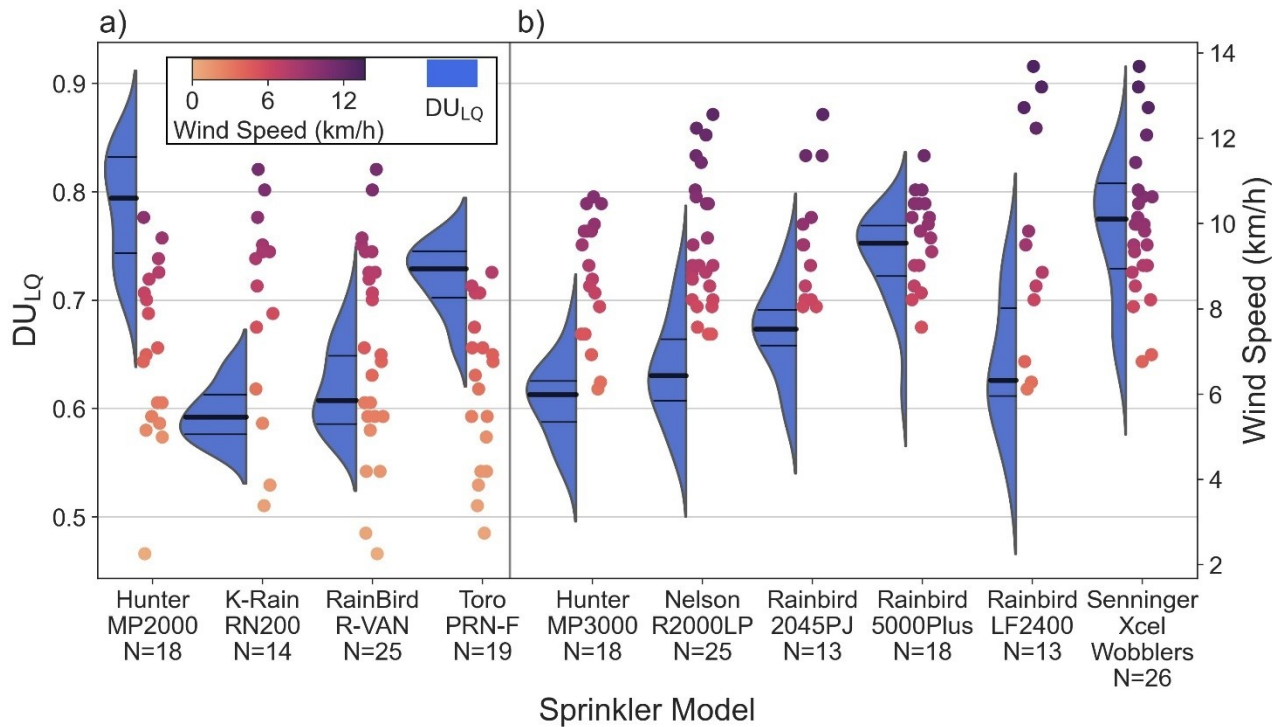 a)
b)
0.9
0.8
0.7
0.6
0.5
DU_LQ
0 6 12
Wind Speed (km/h)
DU_LQ
14
12
10
8
6
4
2
Wind Speed (km/h)
Hunter
MP2000
N=18
K-Rain
RN200
N=14
RainBird
R-VAN
N=25
Toro
PRN-F
N=19
Hunter
MP3000
N=18
Nelson
R2000LP
N=25
Rainbird
2045PJ
N=13
Rainbird
5000Plus
N=18
Rainbird
LF2400
N=13
Senninger
Xcel
Wobblers
N=26
Sprinkler Model